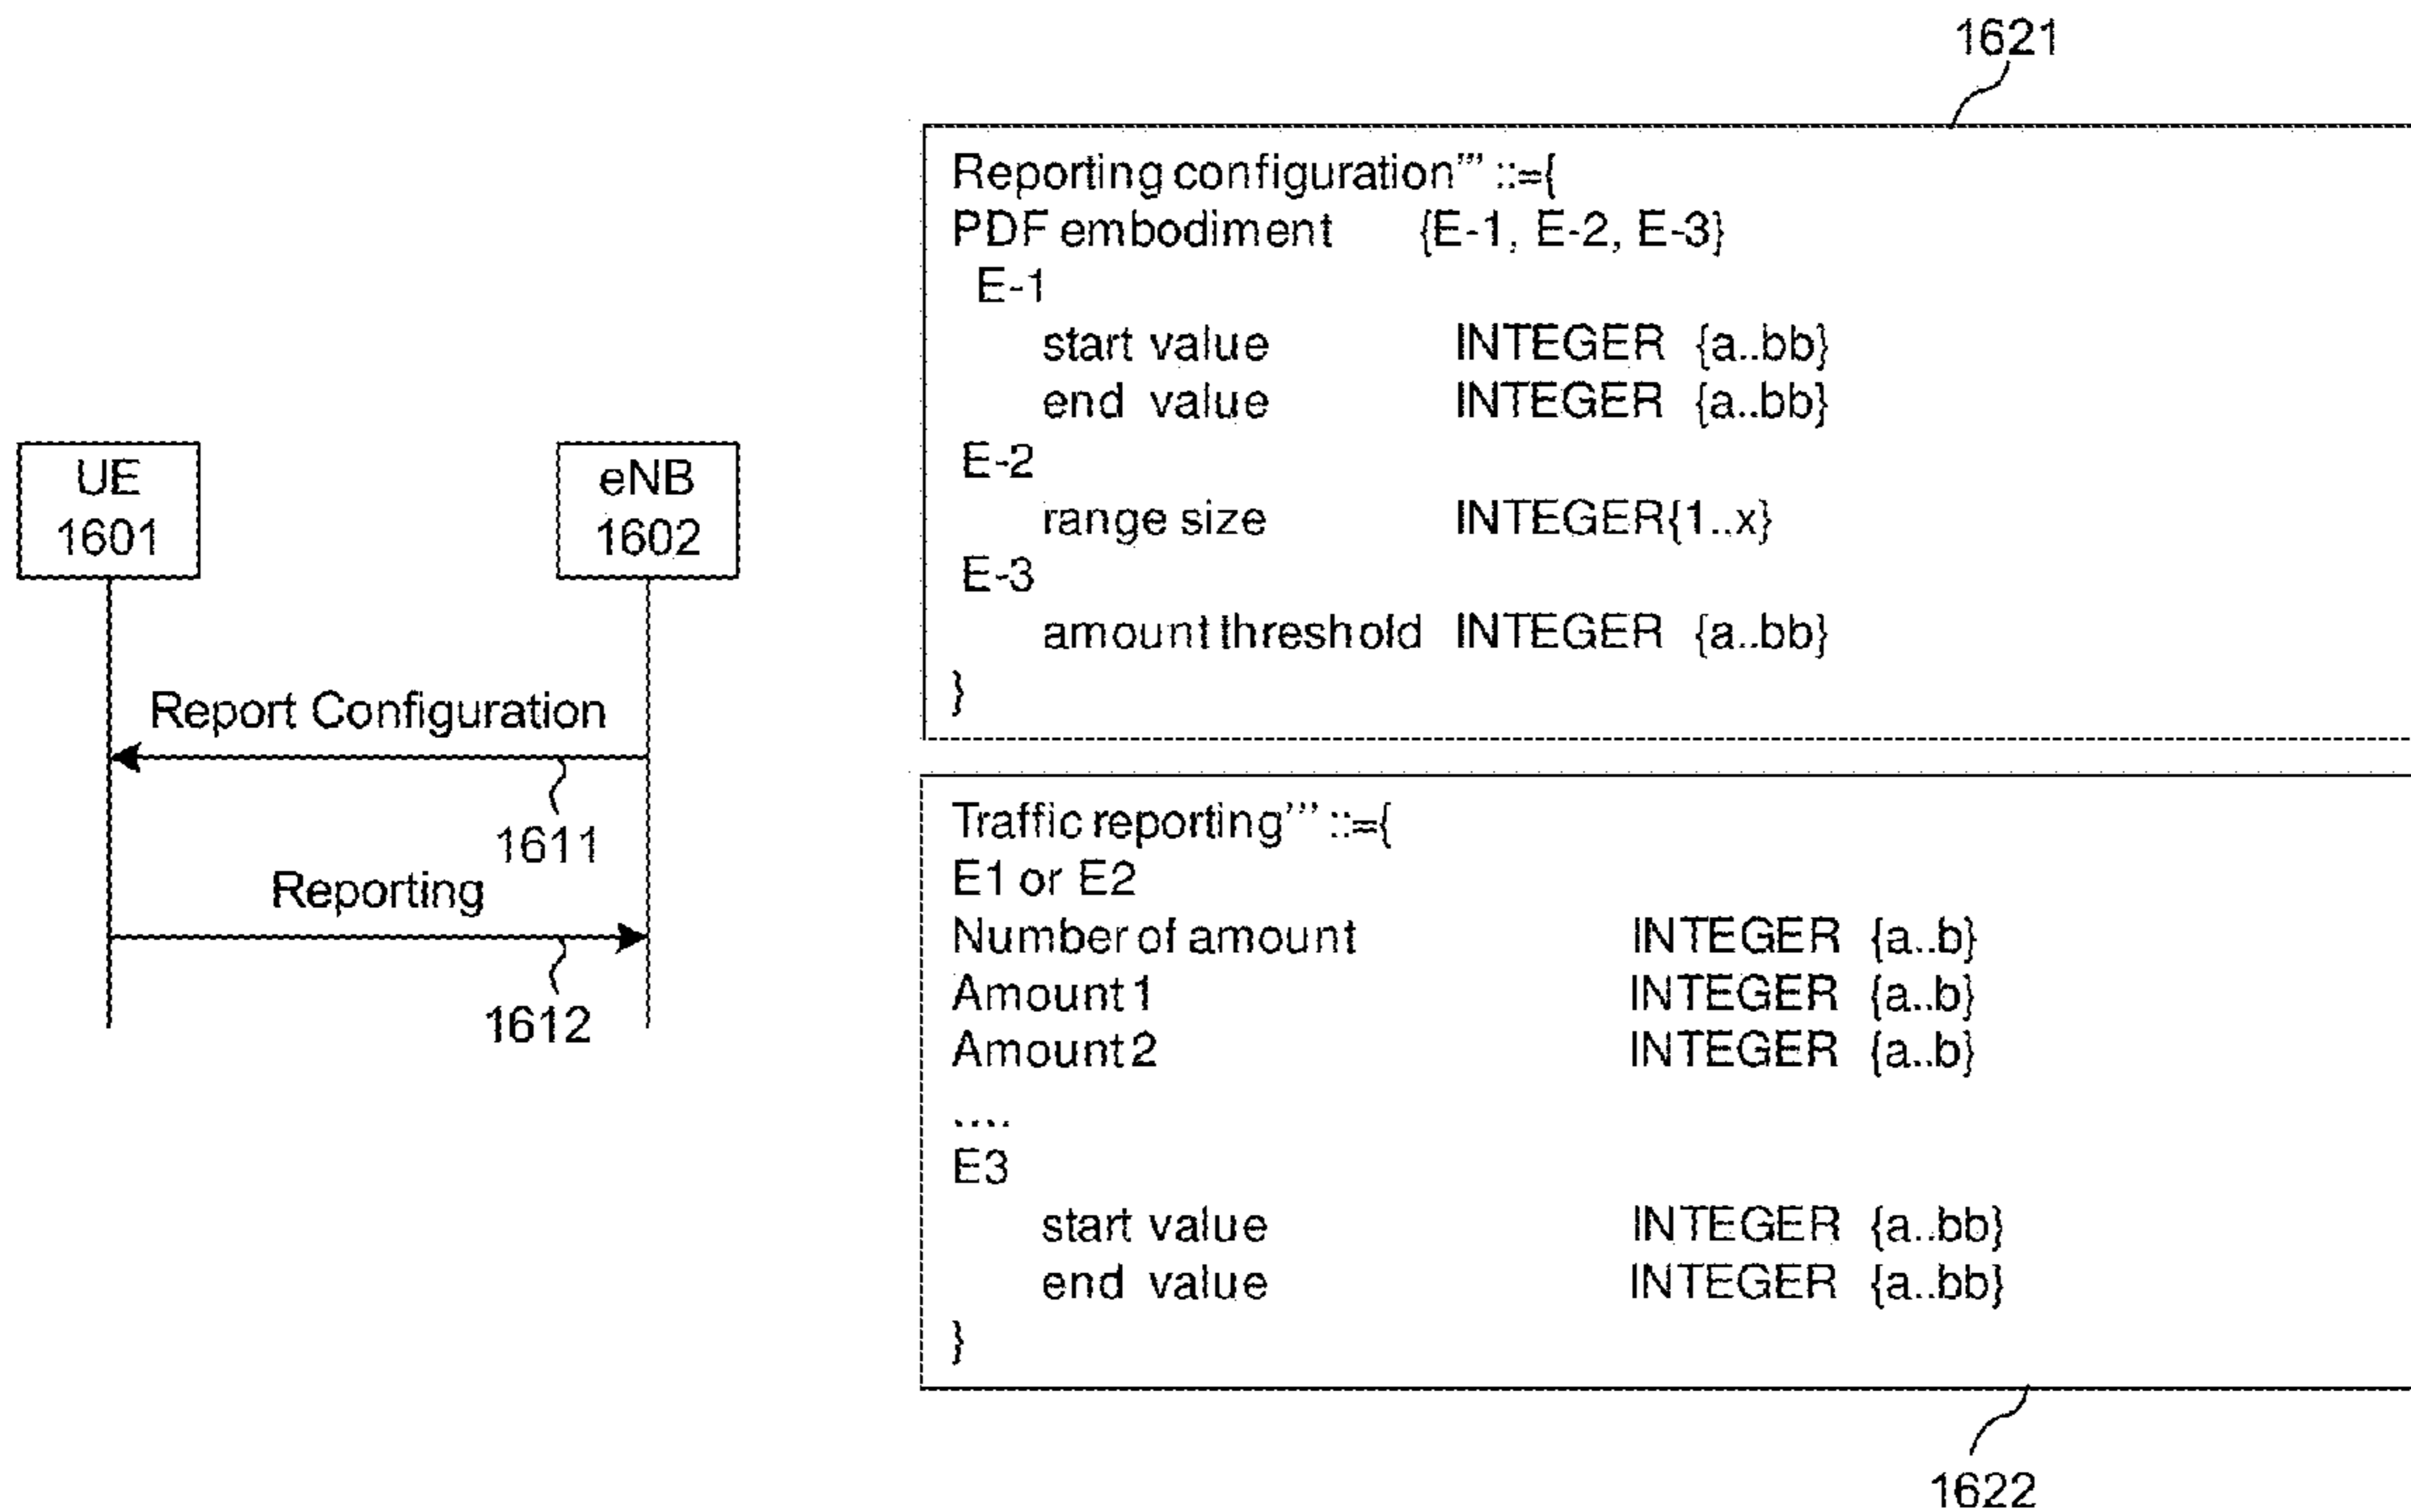 1621
Reporting configuration''' ::={
PDF embodiment {E-1, E-2, E-3}
E-1
start value INTEGER {a..bb}
end value INTEGER {a..bb}
E-2
range size INTEGER{1..x}
E-3
amount threshold INTEGER {a..bb}
}
UE
1601
eNB
1602
Report Configuration
1611
Reporting
1612
Traffic reporting''' ::={
E1 or E2
Number of amount INTEGER {a..b}
Amount 1 INTEGER {a..b}
Amount 2 INTEGER {a..b}
....
E3
start value INTEGER {a..bb}
end value INTEGER {a..bb}
}
1622